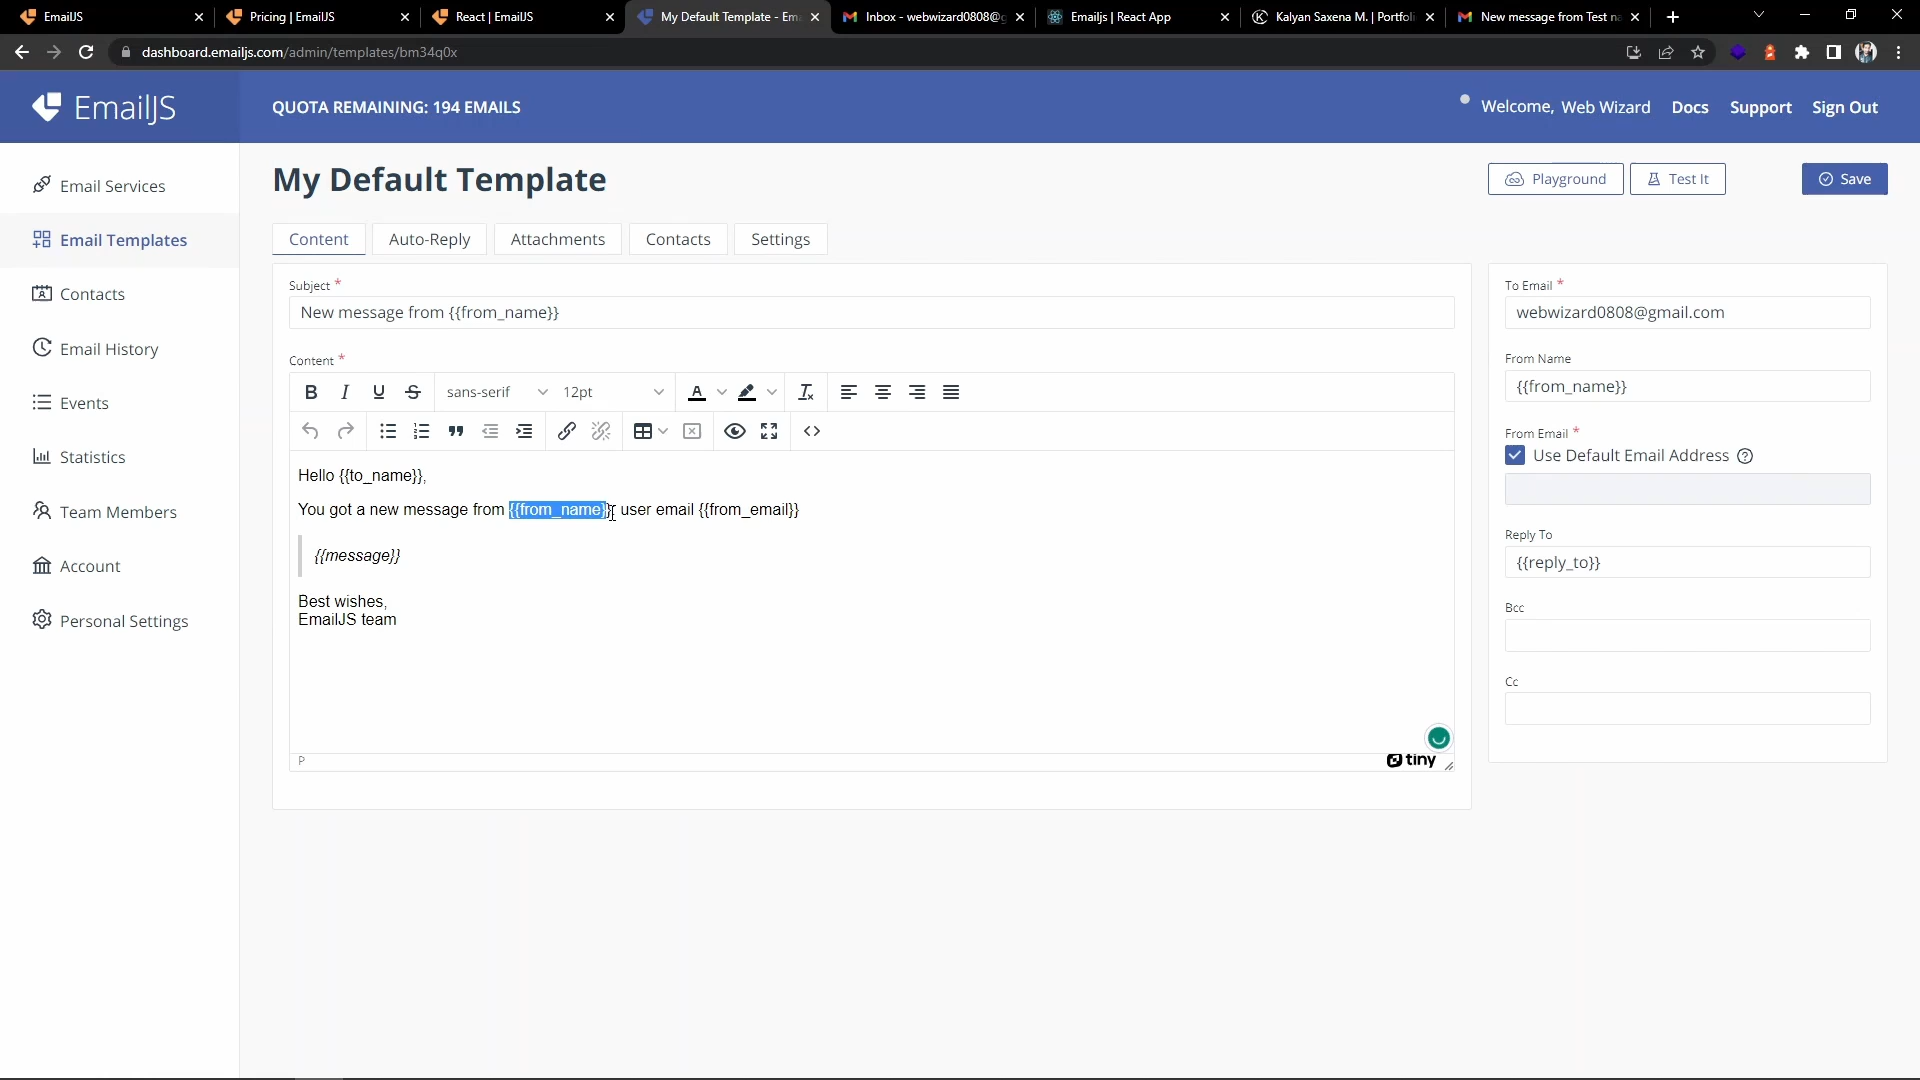 EmailJS
Pricing | EmailJS
React | EmailJS
My Default Template - Em
Inbox - webwizard0808@g
Emailjs | React App
Kalyan Saxena M. | Portfoli
New message from Test na
dashboard.emailjs.com/admin/templates/bm34q0x
EmailJS
QUOTA REMAINING: 194 EMAILS
Welcome, Web Wizard
Docs
Support
Sign Out
Email Services
Email Templates
Contacts
Email History
Events
Statistics
Team Members
Account
Personal Settings
My Default Template
Playground
Test It
Save
Content
Auto-Reply
Attachments
Contacts
Settings
Subject *
New message from {{from_name}}
Content *
B I U S sans-serif 12pt A
Hello {{to_name}},
You got a new message from {{from_name}}; user email {{from_email}}
{{message}}
Best wishes,
EmailJS team
P
tiny
To Email *
webwizard0808@gmail.com
From Name
{{from_name}}
From Email *
Use Default Email Address
Reply To
{{reply_to}}
Bcc
Cc